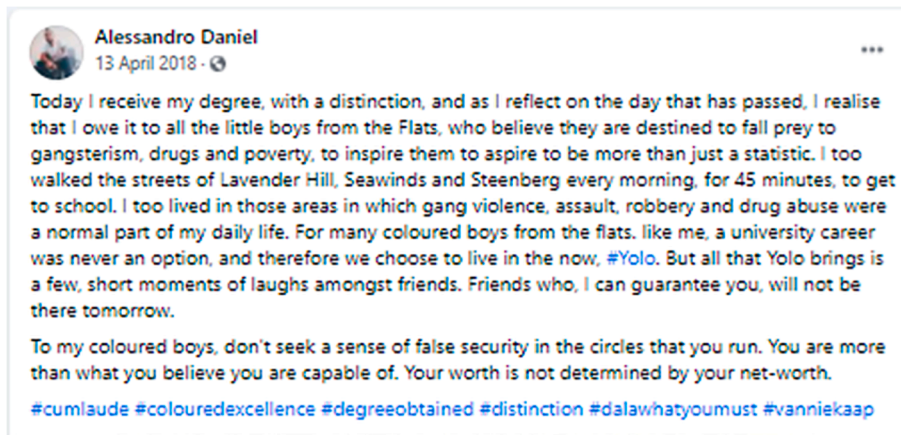 Alessandro Daniel
13 April 2018 ·
Today I receive my degree, with a distinction, and as I reflect on the day that has passed, I realise
that I owe it to all the little boys from the Flats, who believe they are destined to fall prey to
gangsterism, drugs and poverty, to inspire them to aspire to be more than just a statistic. I too
walked the streets of Lavender Hill, Seawinds and Steenberg every morning, for 45 minutes, to get
to school. I too lived in those areas in which gang violence, assault, robbery and drug abuse were
a normal part of my daily life. For many coloured boys from the flats. like me, a university career
was never an option, and therefore we choose to live in the now, #Yolo. But all that Yolo brings is
a few, short moments of laughs amongst friends. Friends who, I can guarantee you, will not be
there tomorrow.
To my coloured boys, don't seek a sense of false security in the circles that you run. You are more
than what you believe you are capable of. Your worth is not determined by your net-worth.
#cumlaude #colouredexcellence #degreeobtained #distinction #dalawhatyoumust #vanniekaap